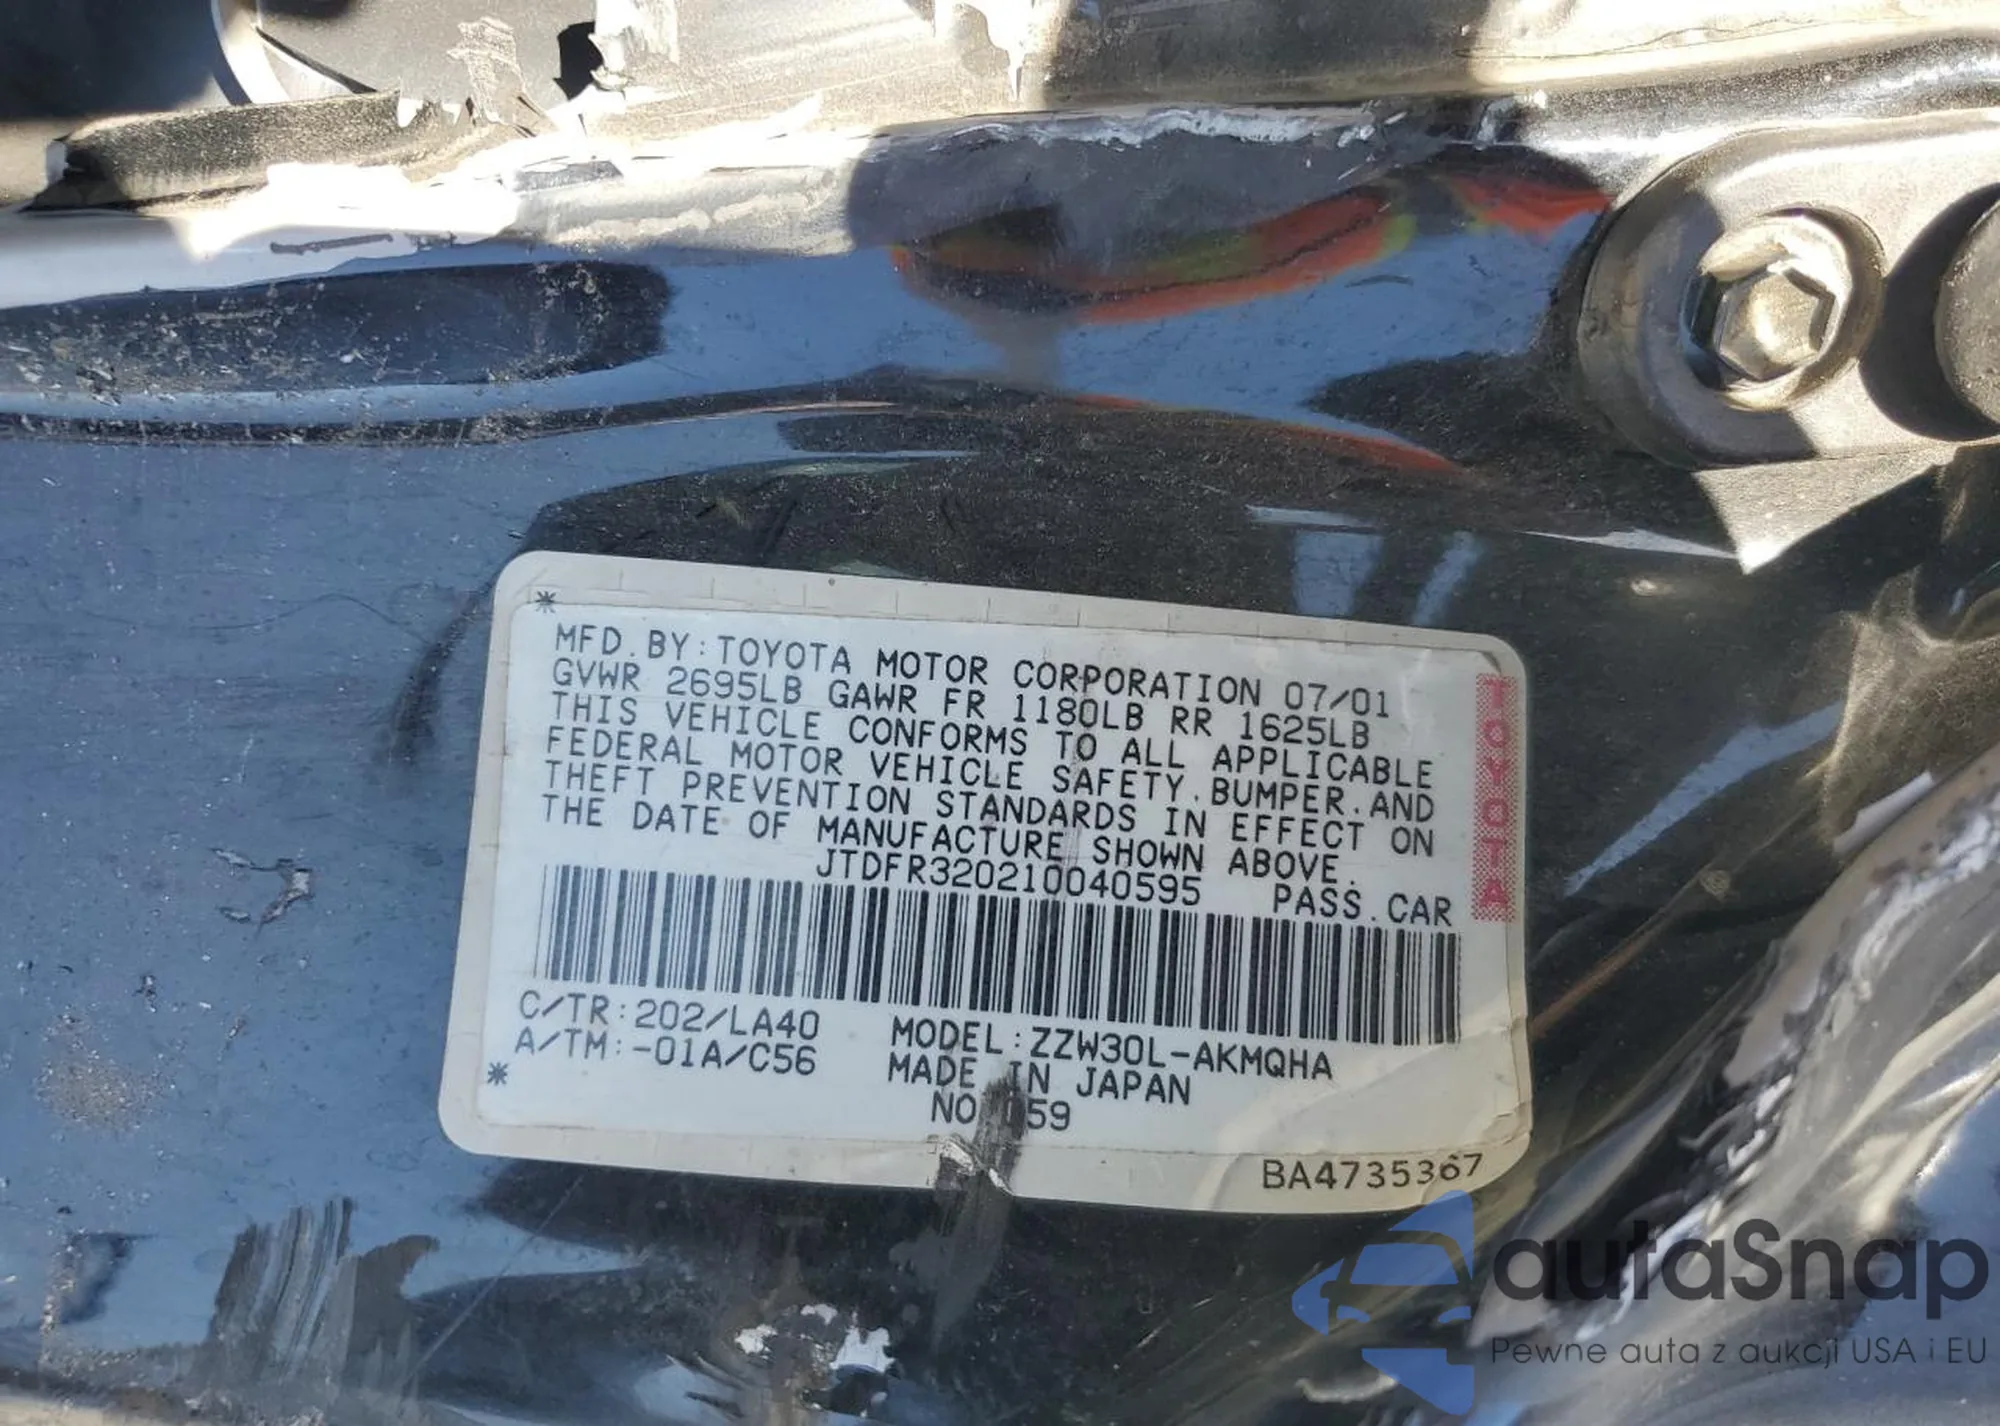 MFD. BY:TOYOTA MOTOR CORPORATION 07/01
GVWR 2695LB GAWR FR 1180LB RR 1625LB
THIS VEHICLE CONFORMS TO ALL APPLICABLE
FEDERAL MOTOR VEHICLE SAFETY.BUMPER.AND
THEFT PREVENTION STANDARDS IN EFFECT ON
THE DATE OF MANUFACTURE SHOWN ABOVE.
JTDFR320210040595 PASS.CAR
C/TR:202/LA40 MODEL:ZZW30L-AKMQHA
A/TM:-01A/C56 MADE IN JAPAN
NO
BA4735367
TOYOTA
autaSnap
Pewne auta z aukcji USA i EU